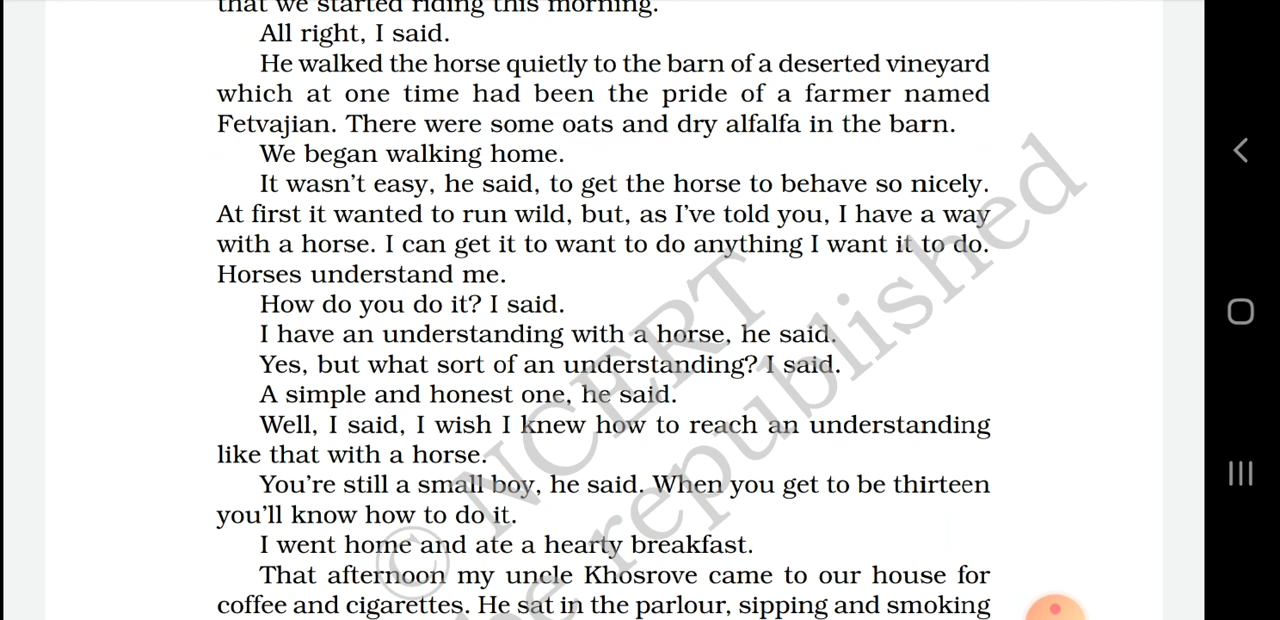 that we started riding this morning.
All right, I said.
He walked the horse quietly to the barn of a deserted vineyard
which at one time had been the pride of a farmer named
Fetvajian. There were some oats and dry alfalfa in the barn.
We began walking home.
It wasn't easy, he said, to get the horse to behave so nicely.
At first it wanted to run wild, but, as I've told you, I have a way
with a horse. I can get it to want to do anything I want it to do.
Horses understand me.
How do you do it? I said.
I have an understanding with a horse, he said.
Yes, but what sort of an understanding? I said.
A simple and honest one, he said.
Well, I said, I wish I knew how to reach an understanding
like that with a horse.
You're still a small boy, he said. When you get to be thirteen
you'll know how to do it.
I went home and ate a hearty breakfast.
That afternoon my uncle Khosrove came to our house for
coffee and cigarettes. He sat in the parlour, sipping and smoking
© NCERT
be republished